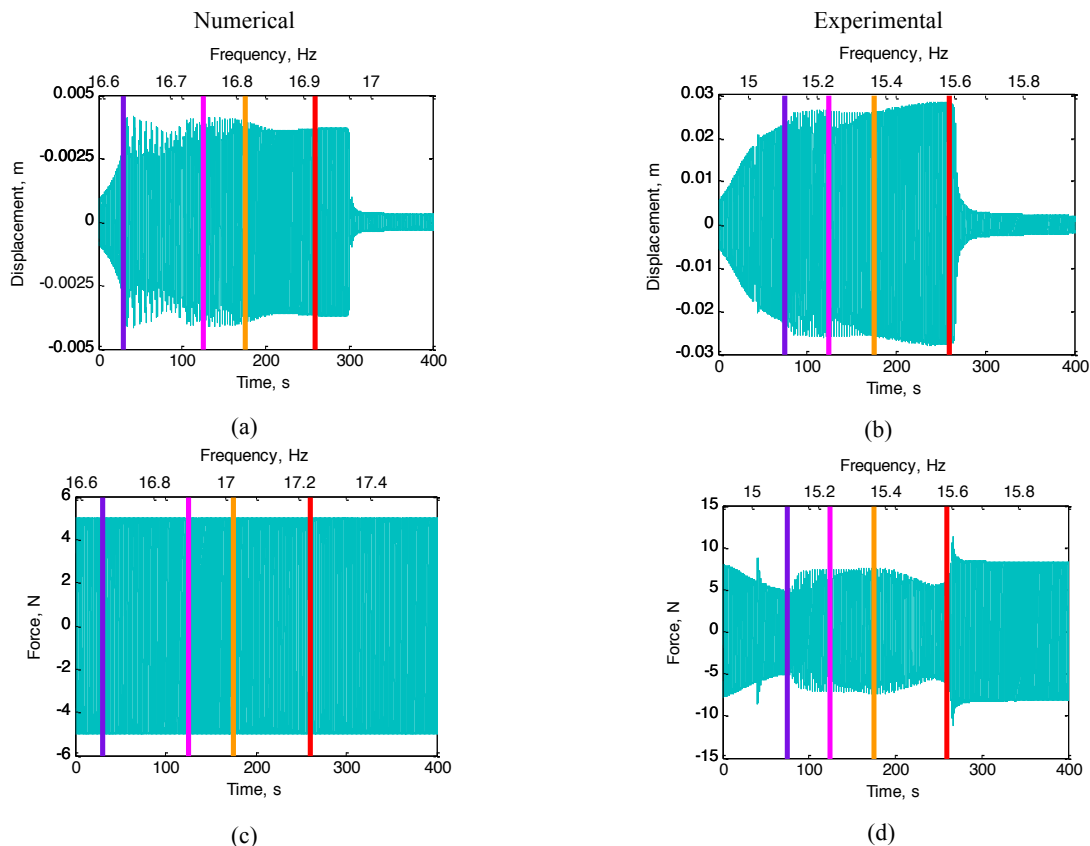 Numerical
Experimental
Frequency, Hz
16.6 16.7 16.8 16.9 17
0.005
-0.0025
0
-0.0025
-0.005
Displacement, m
0 100 200 300 400
Time, s
(a)
Frequency, Hz
15 15.2 15.4 15.6 15.8
0.03
0.02
0.01
0
-0.01
-0.02
-0.03
Displacement, m
0 100 200 300 400
Time, s
(b)
Frequency, Hz
16.6 16.8 17 17.2 17.4
6
4
2
0
-2
-4
-6
Force, N
0 100 200 300 400
Time, s
(c)
Frequency, Hz
15 15.2 15.4 15.6 15.8
15
10
5
0
-5
-10
-15
Force, N
0 100 200 300 400
Time, s
(d)